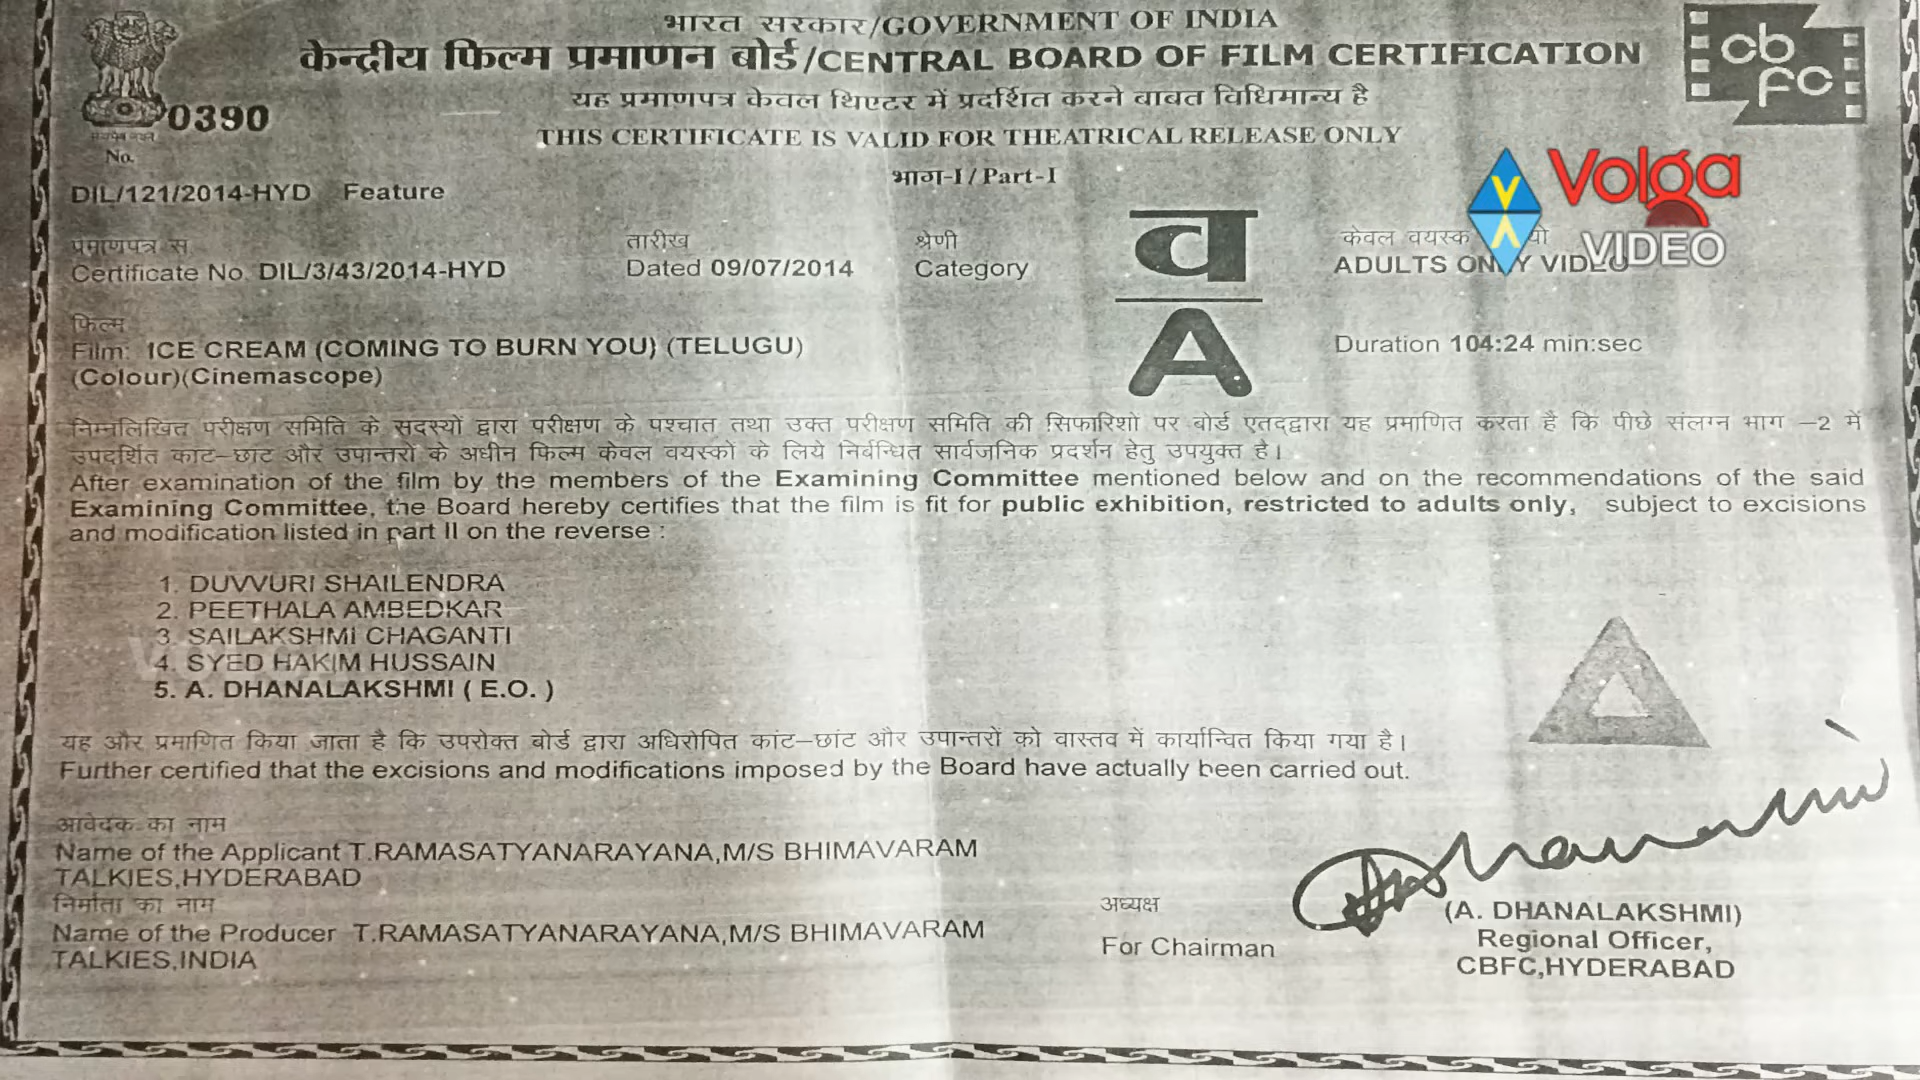 भारत सरकार/GOVERNMENT OF INDIA
केन्द्रीय फिल्म प्रमाणन बोर्ड/CENTRAL BOARD OF FILM CERTIFICATION
cb
fc
यह प्रमाणपत्र केवल थिएटर में प्रदर्शित करने बाबत विधिमान्य है
0390
THIS CERTIFICATE IS VALID FOR THEATRICAL RELEASE ONLY
No.
भाग-I/Part-I
Volga
VIDEO
DIL/121/2014-HYD Feature
प्रमाणपत्र स तारीख श्रेणी व केवल वयस्क
Certificate No. DIL/3/43/2014-HYD Dated 09/07/2014 Category ADULTS ONLY VIDEO
A
फिल्म
Film: ICE CREAM (COMING TO BURN YOU) (TELUGU) Duration 104:24 min:sec
(Colour)(Cinemascope)
निम्नलिखित परीक्षण समिति के सदस्यों द्वारा परीक्षण के पश्चात तथा उक्त परीक्षण समिति की सिफारिशो पर बोर्ड एतद्द्वारा यह प्रमाणित करता है कि पीछे संलग्न भाग –2 में
उपदर्शित कांट–छांट और उपान्तरों के अधीन फिल्म केवल वयस्कों के लिये निर्बन्धित सार्वजनिक प्रदर्शन हेतु उपयुक्त है।
After examination of the film by the members of the Examining Committee mentioned below and on the recommendations of the said
Examining Committee, the Board hereby certifies that the film is fit for public exhibition, restricted to adults only, subject to excisions
and modification listed in part II on the reverse :
1. DUVVURI SHAILENDRA
2. PEETHALA AMBEDKAR
3. SAILAKSHMI CHAGANTI
4. SYED HAKIM HUSSAIN
5. A. DHANALAKSHMI ( E.O. )
यह और प्रमाणित किया जाता है कि उपरोक्त बोर्ड द्वारा अधिरोपित कांट–छांट और उपान्तरों को वास्तव में कार्यान्वित किया गया है।
Further certified that the excisions and modifications imposed by the Board have actually been carried out.
आवेदक का नाम
Name of the Applicant T.RAMASATYANARAYANA,M/S BHIMAVARAM
TALKIES,HYDERABAD
निर्माता का नाम
Name of the Producer T.RAMASATYANARAYANA,M/S BHIMAVARAM
TALKIES,INDIA
अध्यक्ष
For Chairman
(A. DHANALAKSHMI)
Regional Officer,
CBFC,HYDERABAD